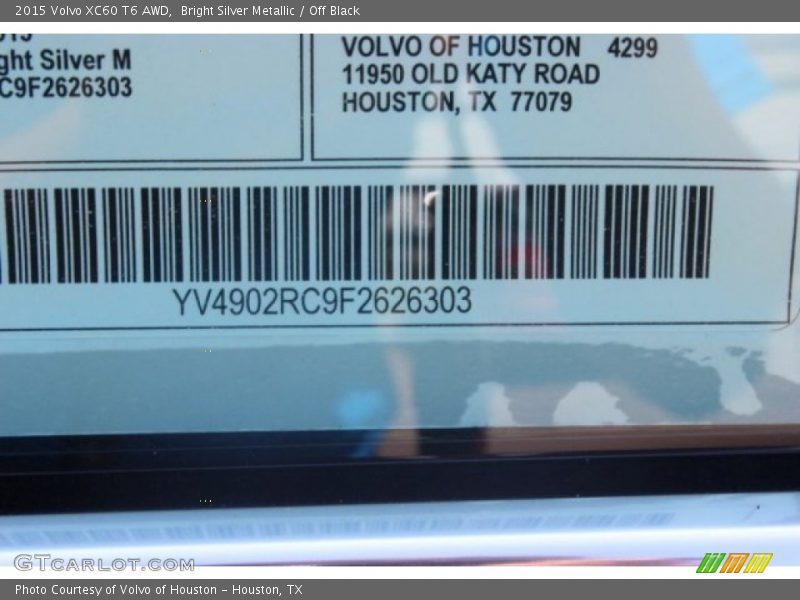 2015 Volvo XC60 T6 AWD, Bright Silver Metallic / Off Black
VOLVO OF HOUSTON 4299
ght Silver M
11950 OLD KATY ROAD
C9F2626303
HOUSTON, TX 77079
YV4902RC9F2626303
GTCARLOT.COM
Photo Courtesy of Volvo of Houston - Houston, TX